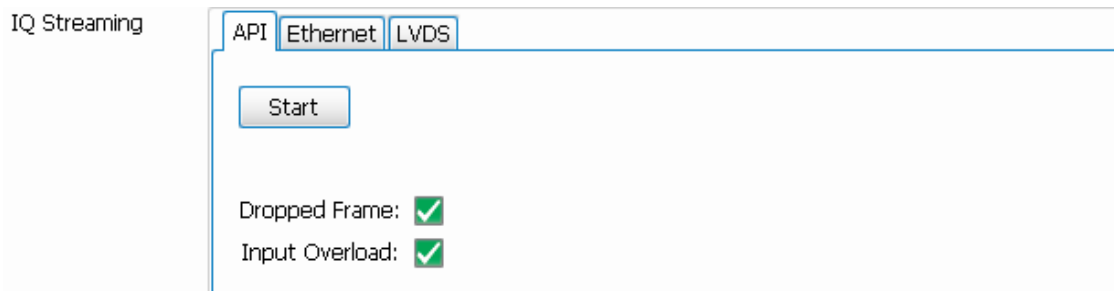 IQ Streaming
API Ethernet LVDS
Start
Dropped Frame:
Input Overload: